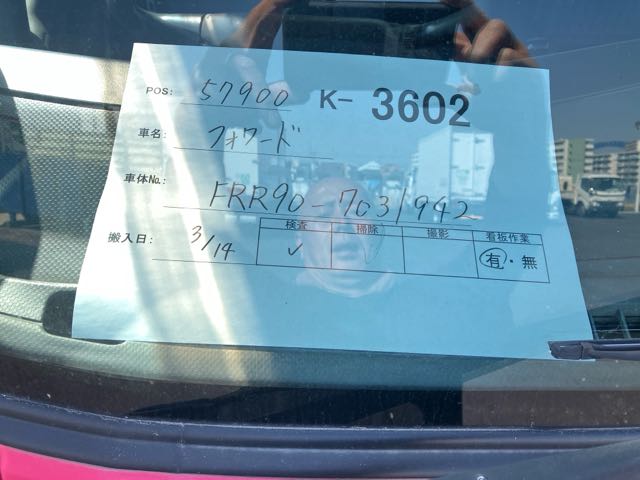 POS: 57900 K- 3602
車名: フォワード
車体No.: FRR90-7031942
搬入日: 3/14
検査 掃除 撮影 看板作業
✓ ✓ 有・無